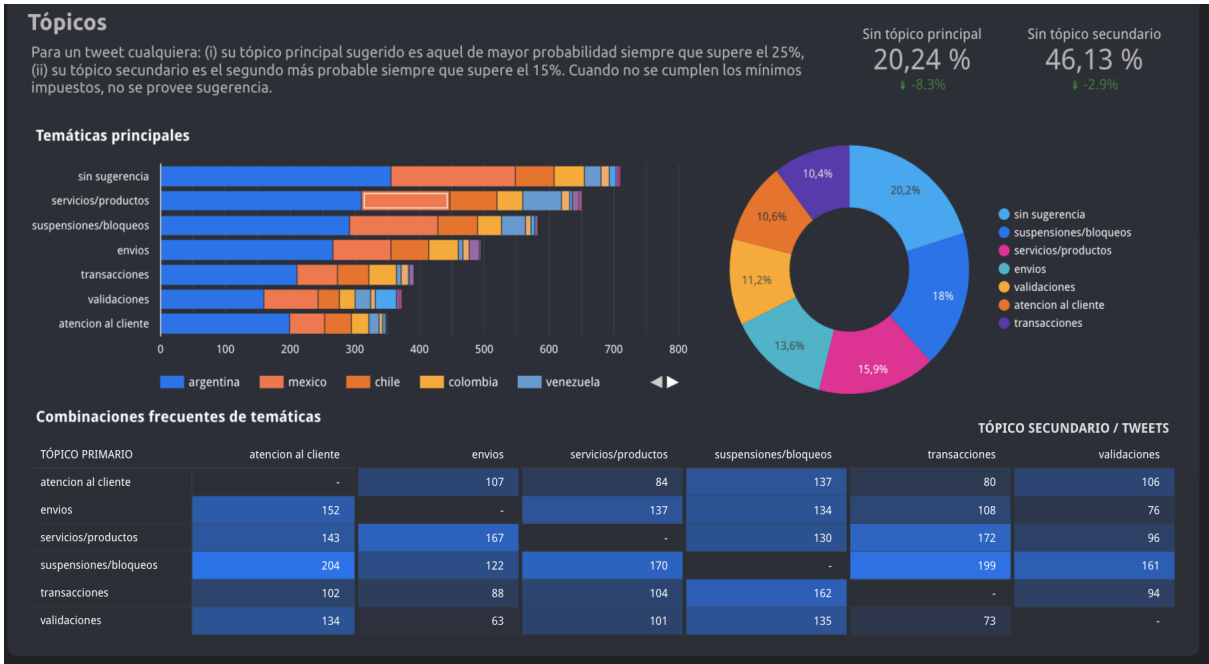 Tópicos
Para un tweet cualquiera: (i) su tópico principal sugerido es aquel de mayor probabilidad siempre que supere el 25%,
(ii) su tópico secundario es el segundo más probable siempre que supere el 15%. Cuando no se cumplen los mínimos
impuestos, no se provee sugerencia.
Sin tópico principal
20,24 %
-8.3%
Sin tópico secundario
46,13 %
-2.9%
Temáticas principales
sin sugerencia
servicios/productos
suspensiones/bloqueos
envios
transacciones
validaciones
atencion al cliente
0 100 200 300 400 500 600 700 800
argentina mexico chile colombia venezuela
20,2%
18%
15,9%
13,6%
11,2%
10,6%
10,4%
sin sugerencia
suspensiones/bloqueos
servicios/productos
envios
validaciones
atencion al cliente
transacciones
Combinaciones frecuentes de temáticas
TÓPICO SECUNDARIO / TWEETS
TÓPICO PRIMARIO atencion al cliente envios servicios/productos suspensiones/bloqueos transacciones validaciones
atencion al cliente - 107 84 137 80 106
envios 152 - 137 134 108 76
servicios/productos 143 167 - 130 172 96
suspensiones/bloqueos 204 122 170 - 199 161
transacciones 102 88 104 162 - 94
validaciones 134 63 101 135 73 -